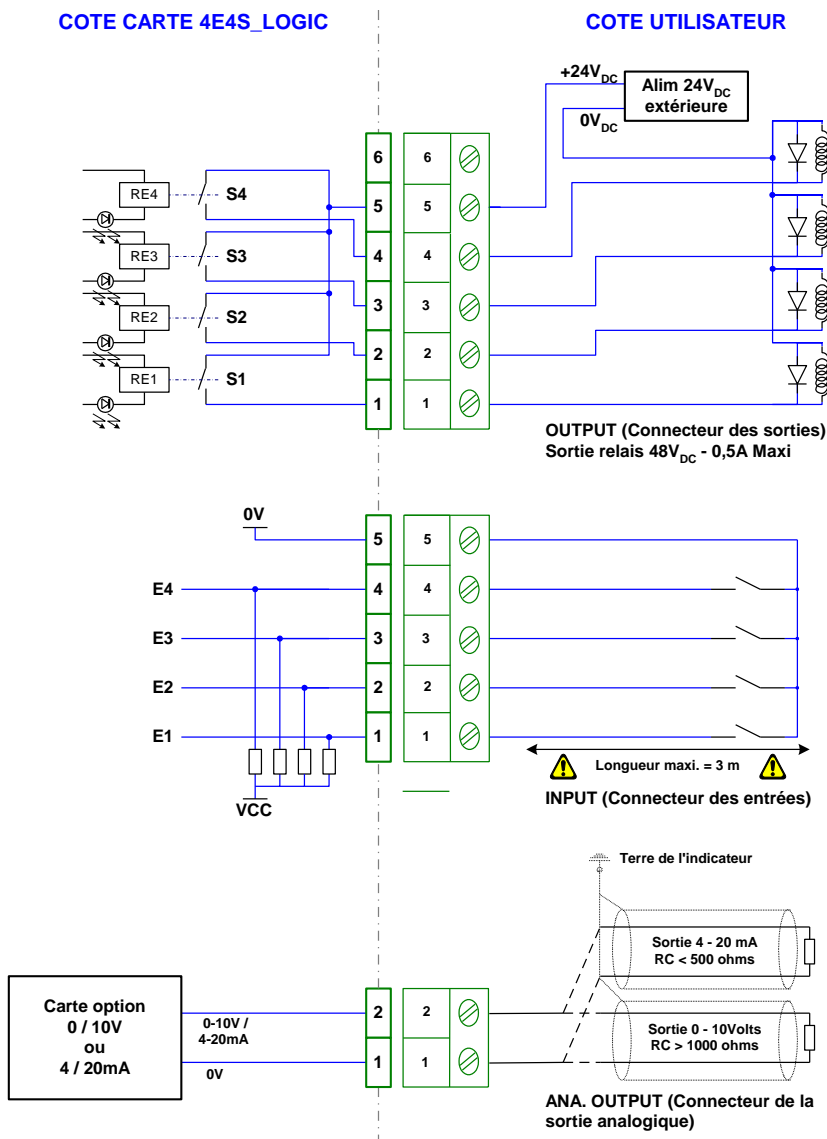 COTE CARTE 4E4S_LOGIC
COTE UTILISATEUR
+24VDC
Alim 24VDC
extérieure
0VDC
6
6
RE4
S4
5
5
RE3
S3
4
4
3
3
RE2
S2
2
2
RE1
S1
1
1
OUTPUT (Connecteur des sorties)
Sortie relais 48VDC - 0,5A Maxi
0V
5
5
E4
4
4
E3
3
3
E2
2
2
E1
1
1
Longueur maxi. = 3 m
VCC
INPUT (Connecteur des entrées)
Terre de l'indicateur
Sortie 4 - 20 mA
RC < 500 ohms
Carte option
0 / 10V
ou
4 / 20mA
0-10V /
4-20mA
2
2
Sortie 0 - 10Volts
RC > 1000 ohms
0V
1
1
ANA. OUTPUT (Connecteur de la
sortie analogique)